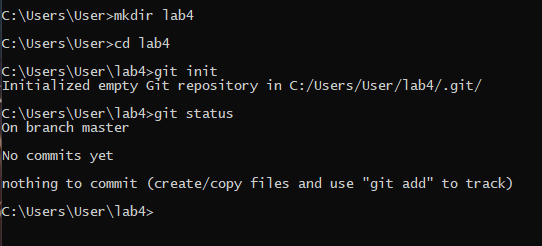 C:\Users\User>mkdir lab4
C:\Users\User>cd lab4
C:\Users\User\lab4>git init
Initialized empty Git repository in C:/Users/User/lab4/.git/
C:\Users\User\lab4>git status
On branch master
No commits yet
nothing to commit (create/copy files and use "git add" to track)
C:\Users\User\lab4>